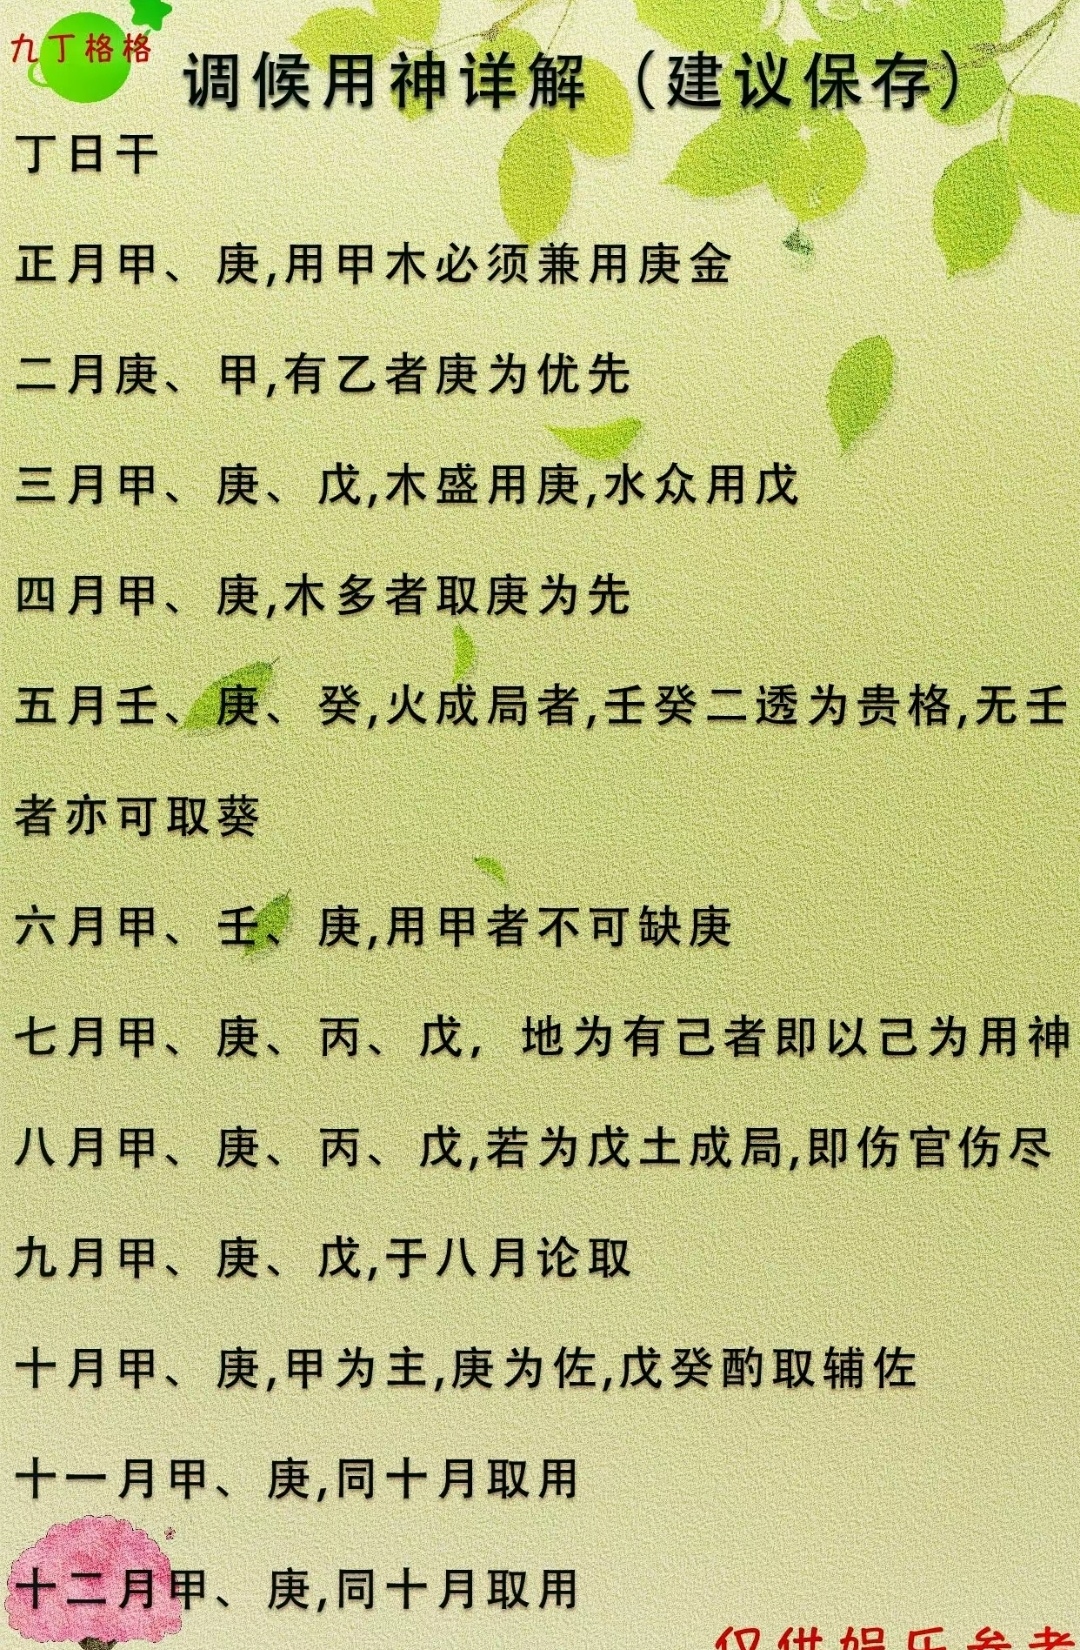 九丁格格
调候用神详解（建议保存）
丁日干
正月甲、庚,用甲木必须兼用庚金
二月庚、甲,有乙者庚为优先
三月甲、庚、戊,木盛用庚,水众用戊
四月甲、庚,木多者取庚为先
五月壬、庚、癸,火成局者,壬癸二透为贵格,无壬
者亦可取葵
六月甲、壬、庚,用甲者不可缺庚
七月甲、庚、丙、戊，地为有己者即以己为用神
八月甲、庚、丙、戊,若为戊土成局,即伤官伤尽
九月甲、庚、戊,于八月论取
十月甲、庚,甲为主,庚为佐,戊癸酌取辅佐
十一月甲、庚,同十月取用
十二月甲、庚,同十月取用
仅供娱乐参考